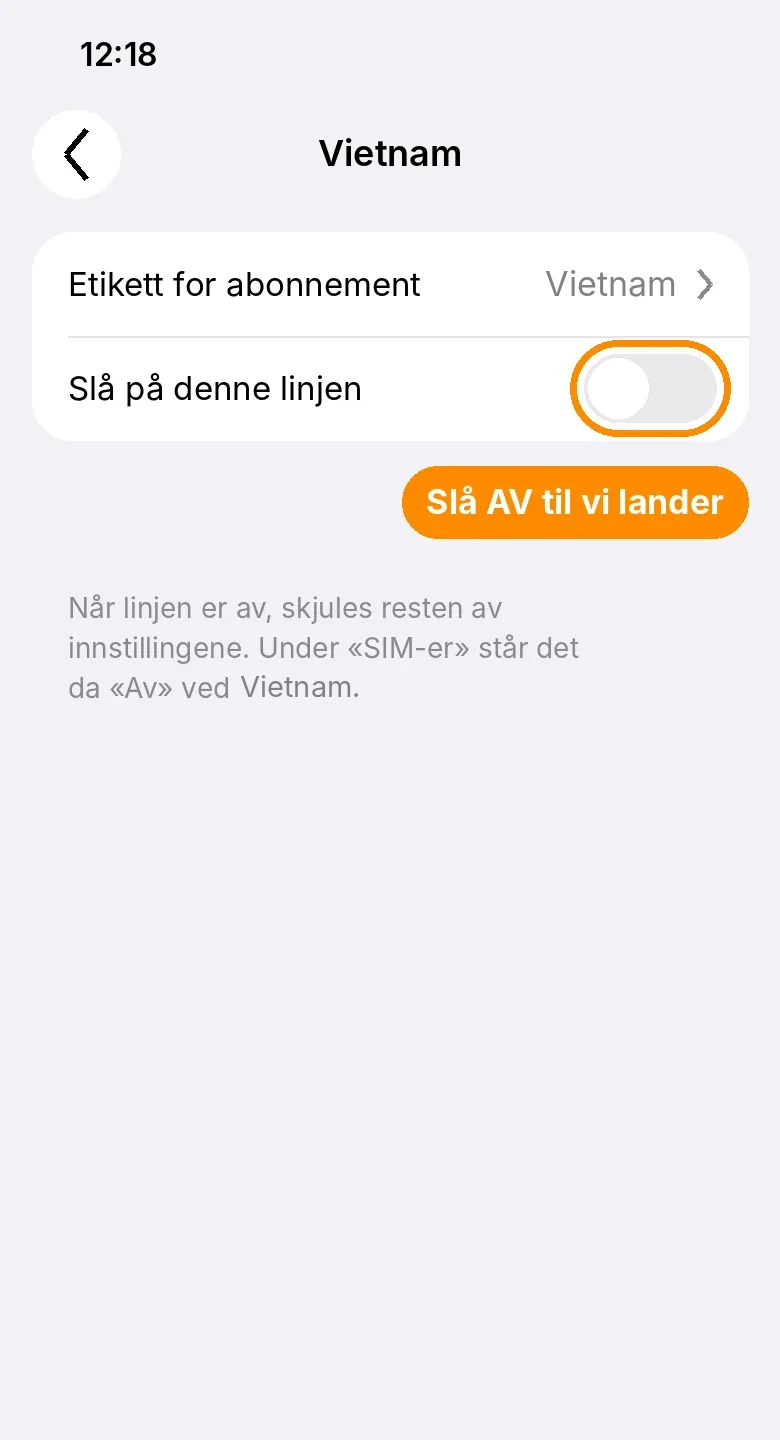 12:18
Vietnam
Etikett for abonnement Vietnam
Slå på denne linjen
Slå AV til vi lander
Når linjen er av, skjules resten av
innstillingene. Under «SIM-er» står det
da «Av» ved Vietnam.